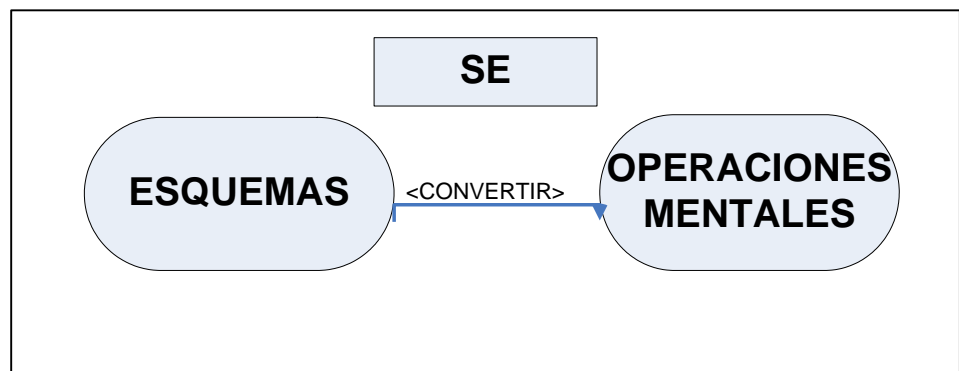 SE
ESQUEMAS
<CONVERTIR>
OPERACIONES
MENTALES